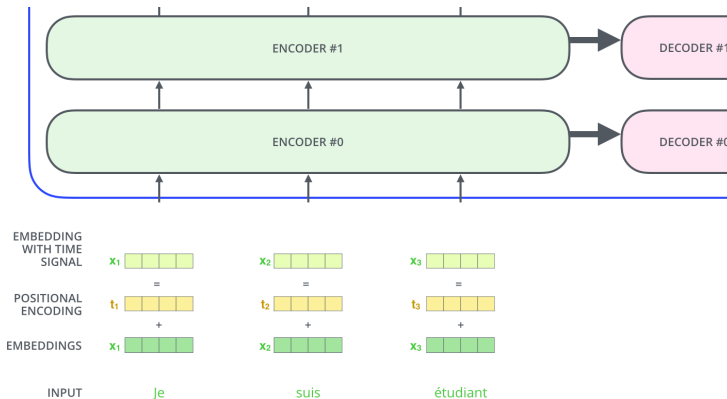 ENCODER #1
DECODER #1
ENCODER #0
DECODER #0
EMBEDDING
WITH TIME
SIGNAL
x1
x2
x3
=
=
=
POSITIONAL
ENCODING
t1
t2
t3
+
+
+
EMBEDDINGS
x1
x2
x3
INPUT
Je
suis
étudiant